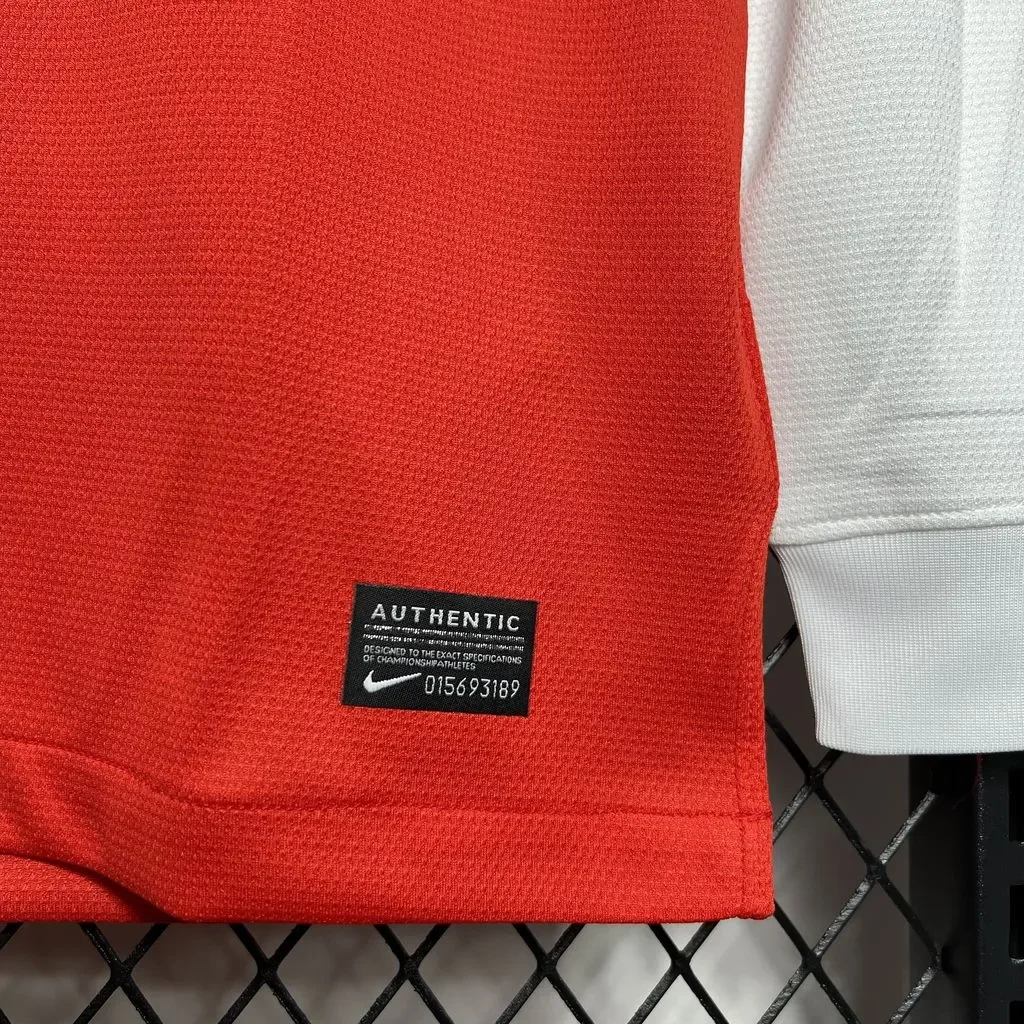 AUTHENTIC
DESIGNED TO THE EXACT SPECIFICATIONS
OF CHAMPIONSHIPATHLETES
015693189